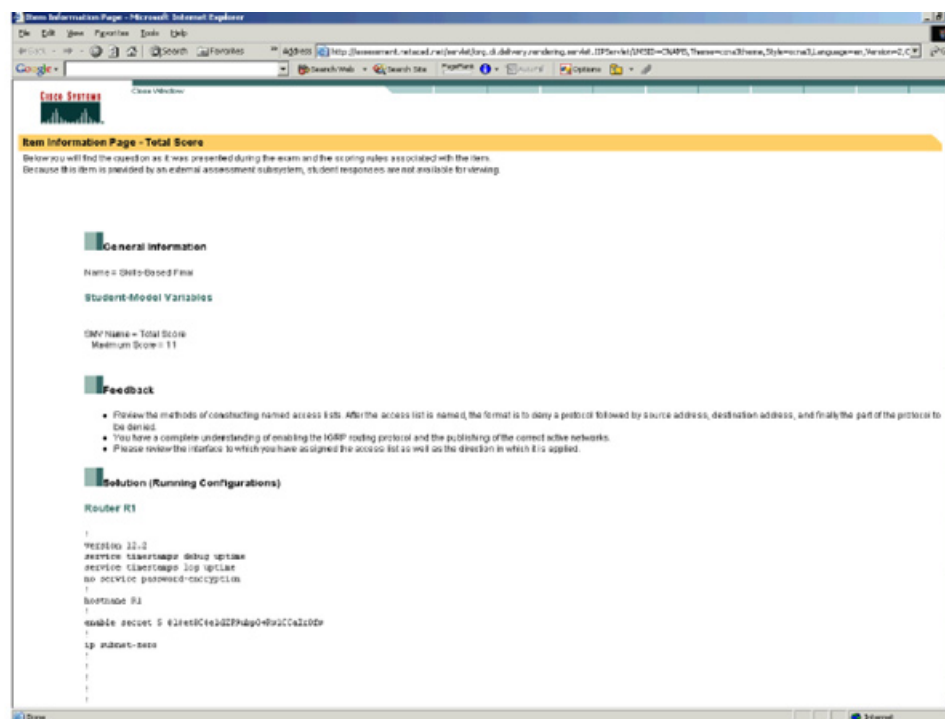 Item Information Page - Microsoft Internet Explorer
File Edit View Favorites Tools Help
Back Search Favorites Address
Google Search Web Search Site PageRank Options
CISCO SYSTEMS
Close Window
Item Information Page - Total Score
Below you will find the question as it was presented during the exam and the scoring rules associated with the item.
Because this item is provided by an external assessment subsystem, student responses are not available for viewing.
General Information
Name = Skills-Based Final
Student-Model Variables
SMV Name = Total Score
Maximum Score = 11
Feedback
• Review the methods of constructing named access lists. After the access list is named, the format is to deny a protocol followed by source address, destination address, and finally the part of the protocol to
be denied.
• You have a complete understanding of enabling the IGRP routing protocol and the publishing of the correct active networks.
• Please review the interface to which you have assigned the access list as well as the direction in which it is applied.
Solution (Running Configurations)
Router R1
!
version 12.2
service timestamps debug uptime
service timestamps log uptime
no service password-encryption
!
hostname R1
!
enable secret 5
!
ip subnet-zero
!
!
!
!
!
Done Internet